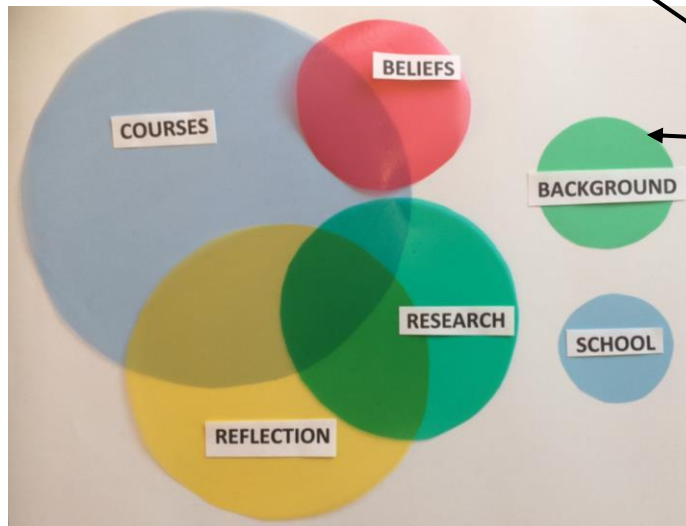 BELIEFS
COURSES
BACKGROUND
RESEARCH
SCHOOL
REFLECTION